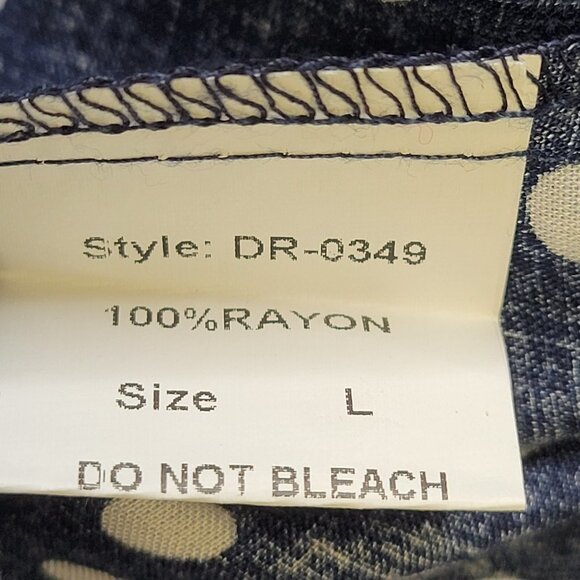 Style: DR-0349
100%RAYON
Size L
DO NOT BLEACH